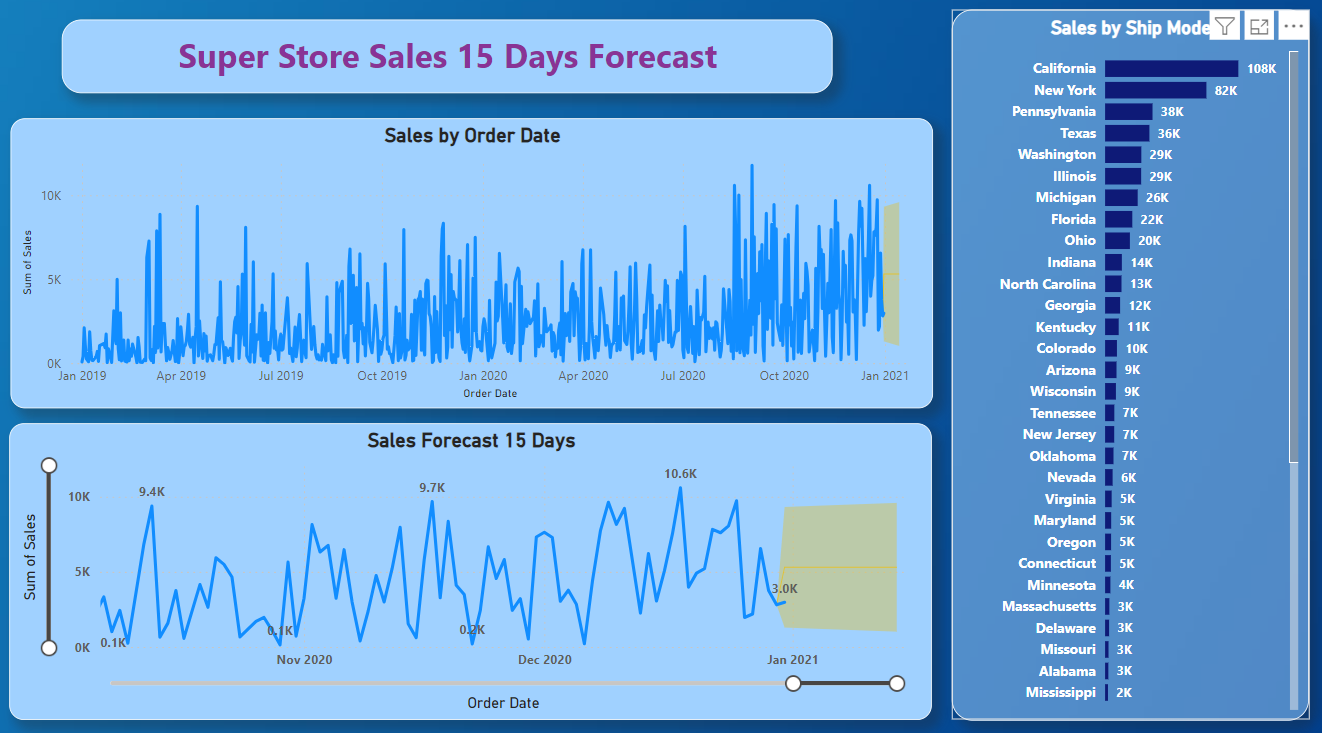 Super Store Sales 15 Days Forecast
Sales by Order Date
Sum of Sales
10K
5K
0K
Jan 2019 Apr 2019 Jul 2019 Oct 2019 Jan 2020 Apr 2020 Jul 2020 Oct 2020 Jan 2021
Order Date
Sales Forecast 15 Days
Sum of Sales
10K
5K
0K
9.4K 9.7K 10.6K
0.1K 0.1K 0.2K 3.0K
Nov 2020 Dec 2020 Jan 2021
Order Date
Sales by Ship Mode
California 108K
New York 82K
Pennsylvania 38K
Texas 36K
Washington 29K
Illinois 29K
Michigan 26K
Florida 22K
Ohio 20K
Indiana 14K
North Carolina 13K
Georgia 12K
Kentucky 11K
Colorado 10K
Arizona 9K
Wisconsin 9K
Tennessee 7K
New Jersey 7K
Oklahoma 7K
Nevada 6K
Virginia 5K
Maryland 5K
Oregon 5K
Connecticut 5K
Minnesota 4K
Massachusetts 3K
Delaware 3K
Missouri 3K
Alabama 3K
Mississippi 2K